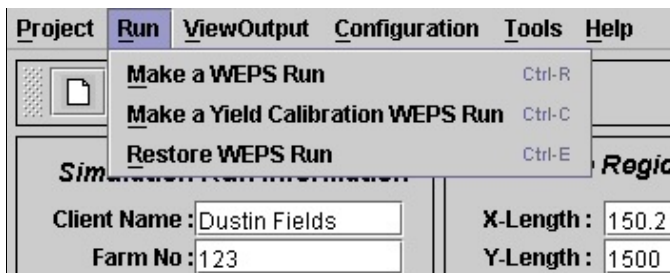 Project Run ViewOutput Configuration Tools Help
Make a WEPS Run Ctrl-R
Make a Yield Calibration WEPS Run Ctrl-C
Restore WEPS Run Ctrl-E
Client Name : Dustin Fields X-Length : 150.2
Farm No : 123 Y-Length : 1500